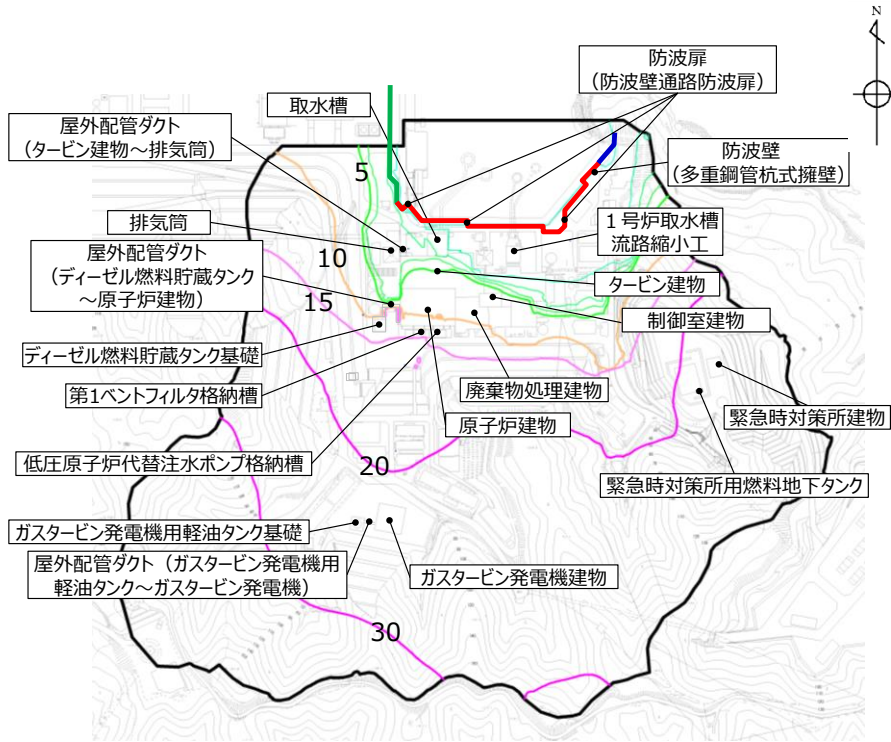 N
防波扉
(防波壁通路防波扉)
取水槽
屋外配管ダクト
(タービン建物~排気筒)
防波壁
(多重鋼管杭式擁壁)
5
排気筒
1号炉取水槽
流路縮小工
屋外配管ダクト
(ディーゼル燃料貯蔵タンク
~原子炉建物)
10
タービン建物
15
制御室建物
ディーゼル燃料貯蔵タンク基礎
廃棄物処理建物
第1ベントフィルタ格納槽
緊急時対策所建物
原子炉建物
低圧原子炉代替注水ポンプ格納槽
20
緊急時対策所用燃料地下タンク
ガスタービン発電機用軽油タンク基礎
屋外配管ダクト(ガスタービン発電機用
軽油タンク~ガスタービン発電機)
ガスタービン発電機建物
30